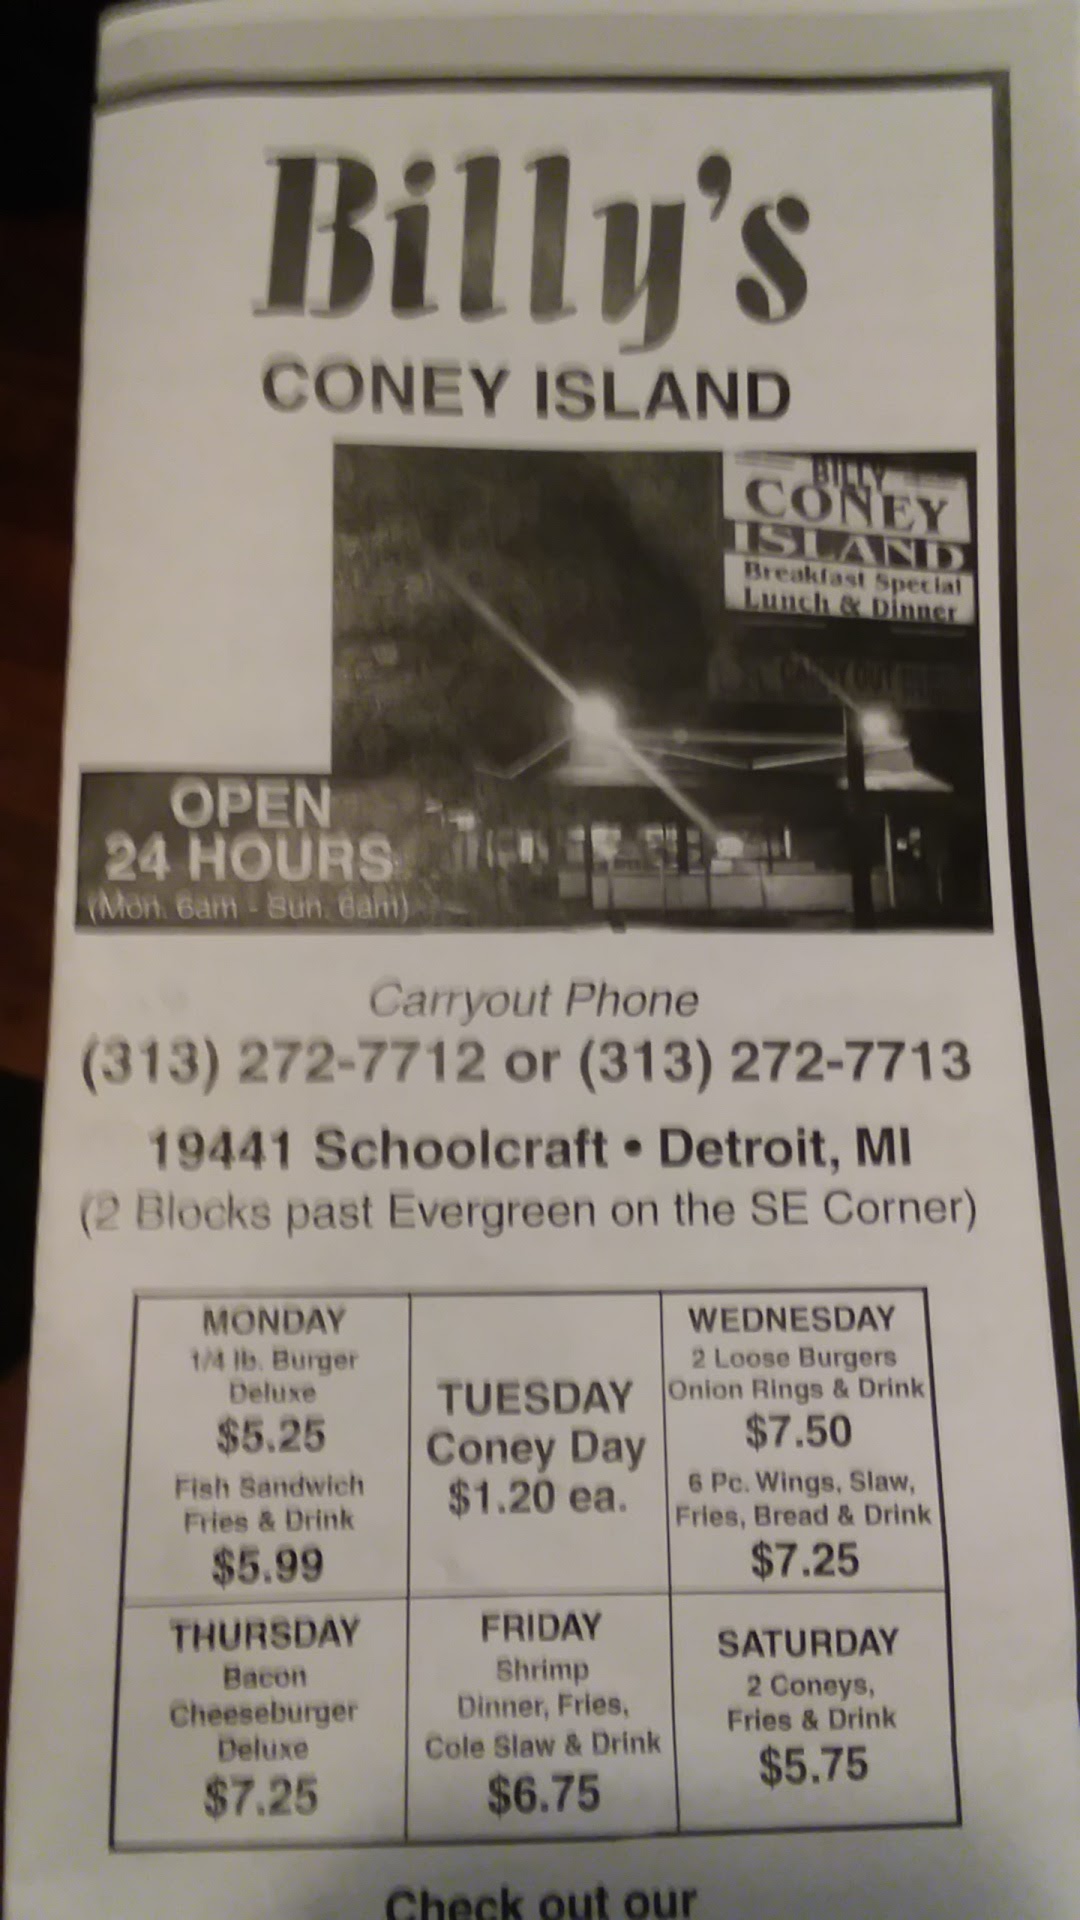 Billy's
CONEY ISLAND
BILLY
CONEY
ISLAND
Breakfast Special
Lunch & Dinner
OPEN
24 HOURS
(Mon. 6am - Sun. 6am)
Carryout Phone
(313) 272-7712 or (313) 272-7713
19441 Schoolcraft • Detroit, MI
(2 Blocks past Evergreen on the SE Corner)
MONDAY
1/4 lb. Burger
Deluxe
$5.25
Fish Sandwich
Fries & Drink
$5.99
TUESDAY
Coney Day
$1.20 ea.
WEDNESDAY
2 Loose Burgers
Onion Rings & Drink
$7.50
6 Pc. Wings, Slaw,
Fries, Bread & Drink
$7.25
THURSDAY
Bacon
Cheeseburger
Deluxe
$7.25
FRIDAY
Shrimp
Dinner, Fries,
Cole Slaw & Drink
$6.75
SATURDAY
2 Coneys,
Fries & Drink
$5.75
Check out our